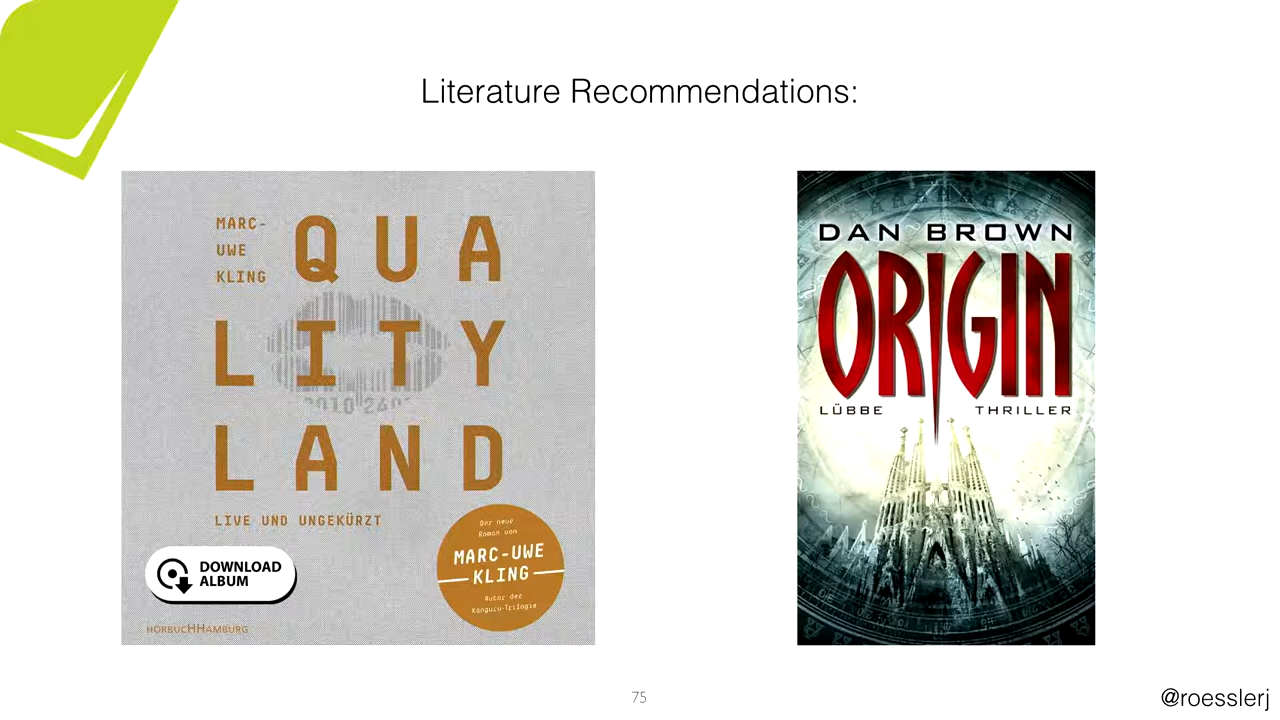 Literature Recommendations:
MARC-
UWE
KLING
QUA
LITY
LAND
LIVE UND UNGEKÜRZT
Der neue
Roman von
MARC-UWE
KLING
Autor der
Känguru-Trilogie
DOWNLOAD
ALBUM
HÖRBUCHHAMBURG
DAN BROWN
ORIGIN
LÜBBE THRILLER
75
@roesslerj